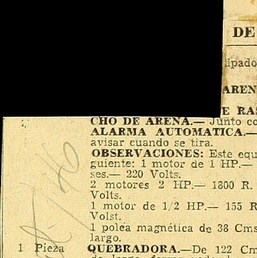 DE
ipado
AREN
E RAS
CHO DE ARENA.— Junto co
ALARMA AUTOMATICA.—
avisar cuando se tira.
OBSERVACIONES: Este equ
guiente: 1 motor de 1 HP.—
ses.— 220 Volts.
2 motores 2 HP.— 1800 R.
Volts.
1 motor de 1/2 HP.— 155 R
Volst.
1 polea magnética de 38 Cms
largo.
1 Pieza QUEBRADORA.—De 122 Cm